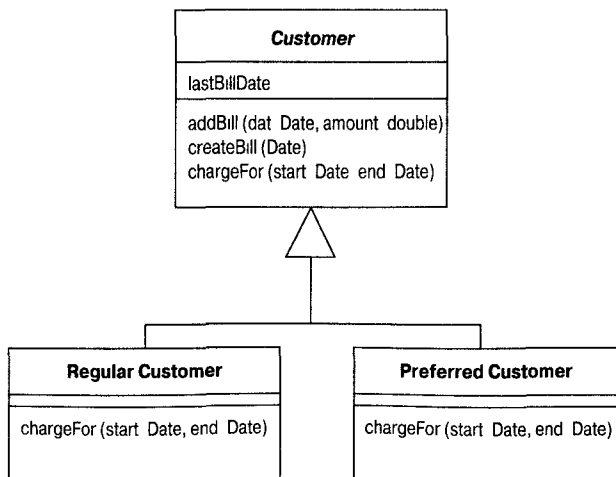 Customer
lastBillDate
addBill (dat Date, amount double)
createBill (Date)
chargeFor (start Date end Date)
Regular Customer
chargeFor (start Date, end Date)
Preferred Customer
chargeFor (start Date, end Date)